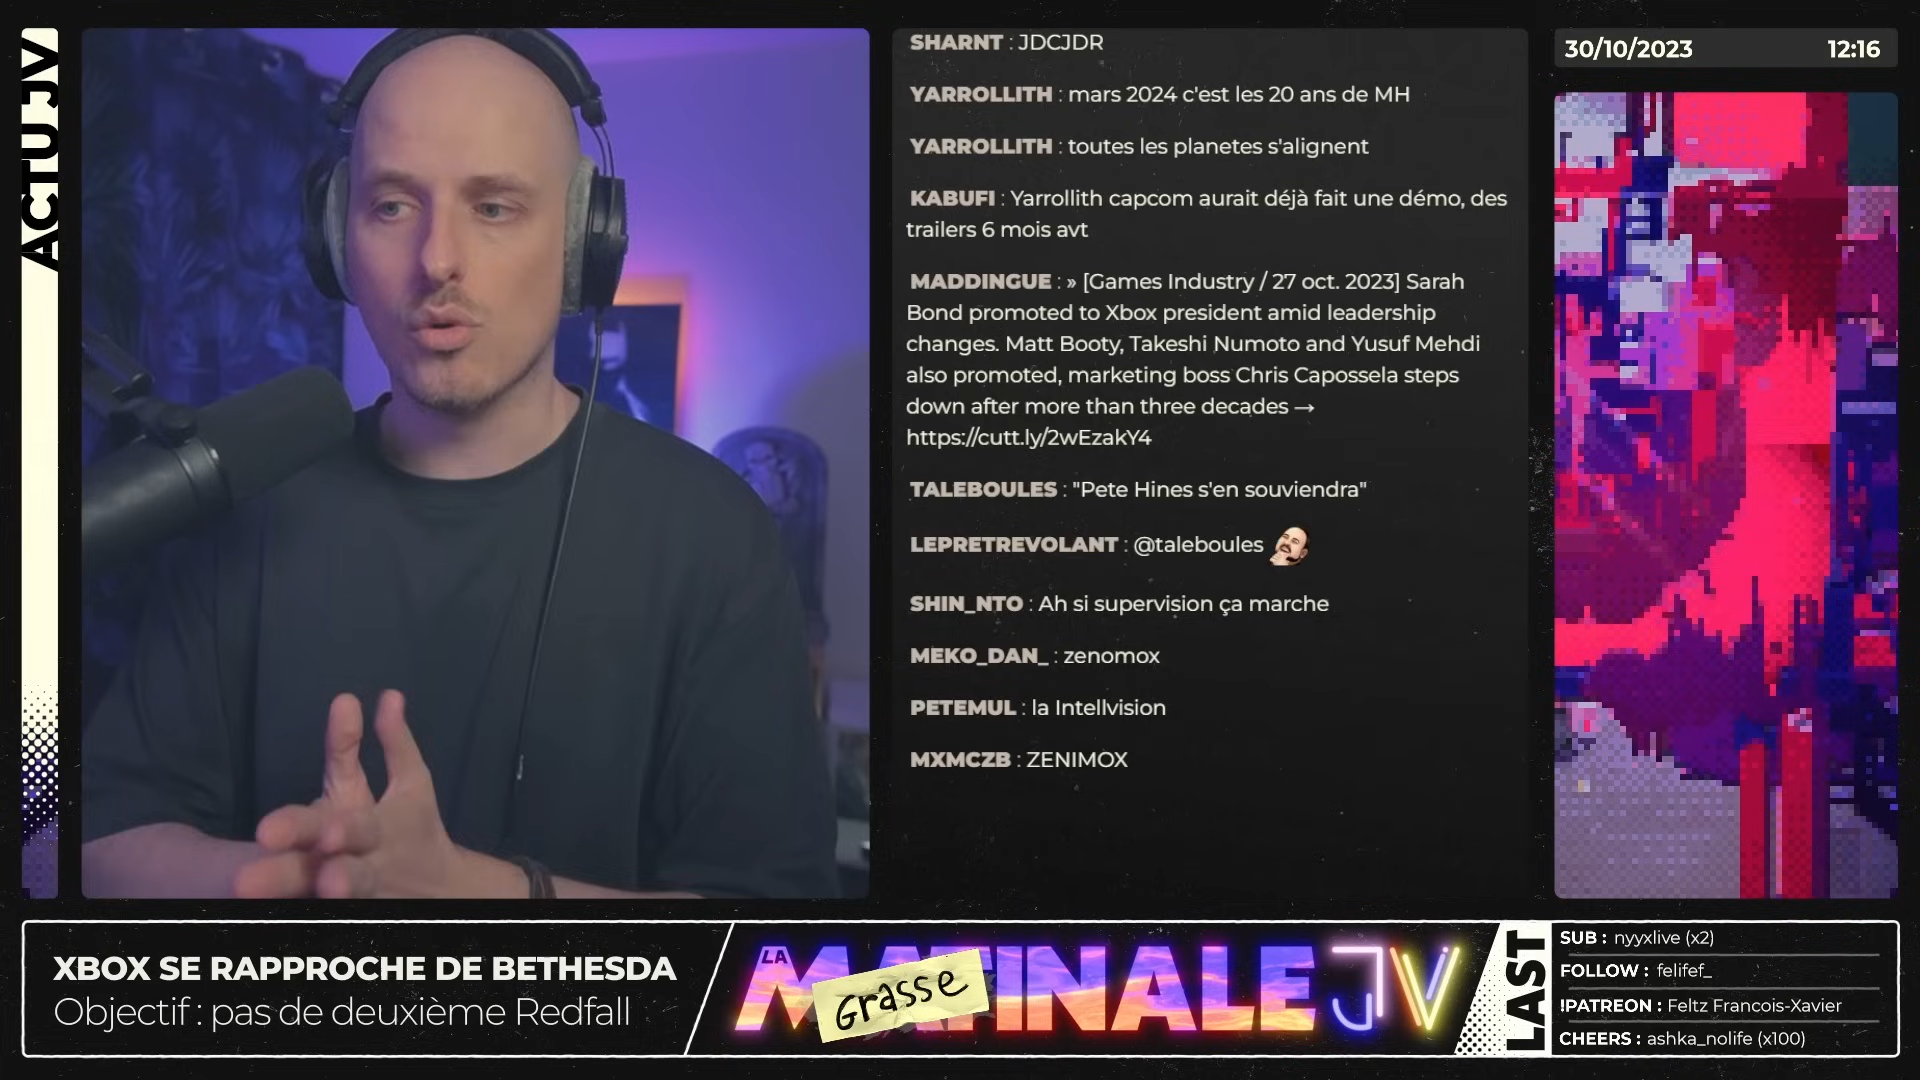 ACTU JV
SHARNT : JDCJDR
YARROLLITH : mars 2024 c'est les 20 ans de MH
YARROLLITH : toutes les planetes s'alignent
KABUFI : Yarrollith capcom aurait déjà fait une démo, des
trailers 6 mois avt
MADDINGUE : » [Games Industry / 27 oct. 2023] Sarah
Bond promoted to Xbox president amid leadership
changes. Matt Booty, Takeshi Numoto and Yusuf Mehdi
also promoted, marketing boss Chris Capossela steps
down after more than three decades →
https://cutt.ly/2wEzakY4
TALEBOULES : "Pete Hines s'en souviendra"
LEPRETREVOLANT : @taleboules
SHIN_NTO : Ah si supervision ça marche
MEKO_DAN_ : zenomox
PETEMUL : la Intellvision
MXMCZB : ZENIMOX
30/10/2023 12:16
XBOX SE RAPPROCHE DE BETHESDA
Objectif : pas de deuxième Redfall
LA
MATINALE JV
Grasse
LAST
SUB : nyyxlive (x2)
FOLLOW : felifef_
!PATREON : Feltz Francois-Xavier
CHEERS : ashka_nolife (x100)